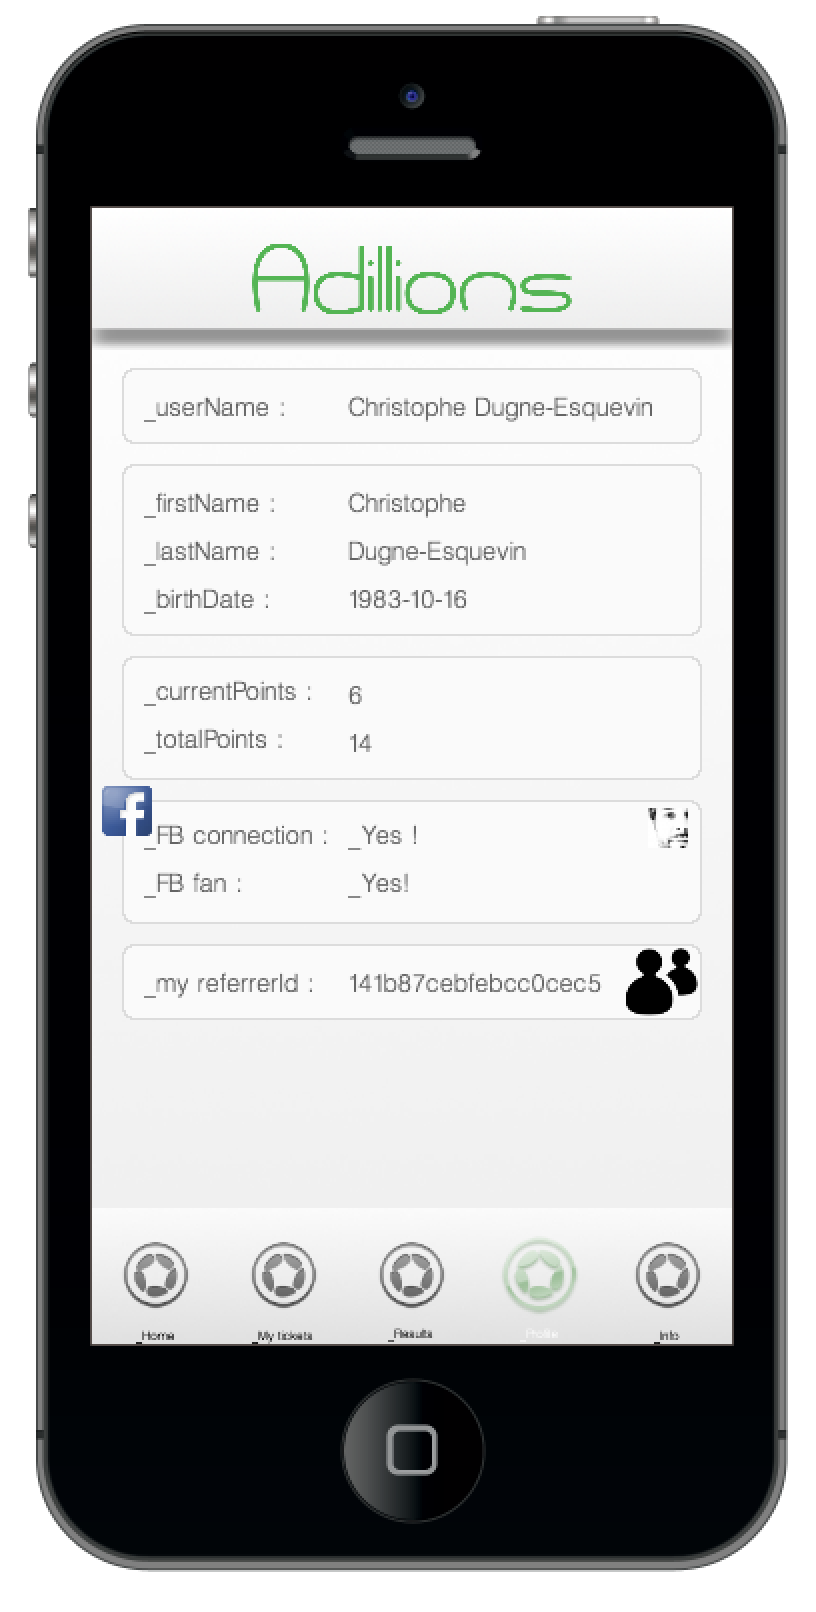 Adillions
_userName : Christophe Dugne-Esquevin
_firstName : Christophe
_lastName : Dugne-Esquevin
_birthDate : 1983-10-16
_currentPoints : 6
_totalPoints : 14
f
_FB connection : _Yes !
_FB fan : _Yes!
_my referrerId : 141b87cebfebcc0cec5
_Home _My tickets _Results _Profile _Info